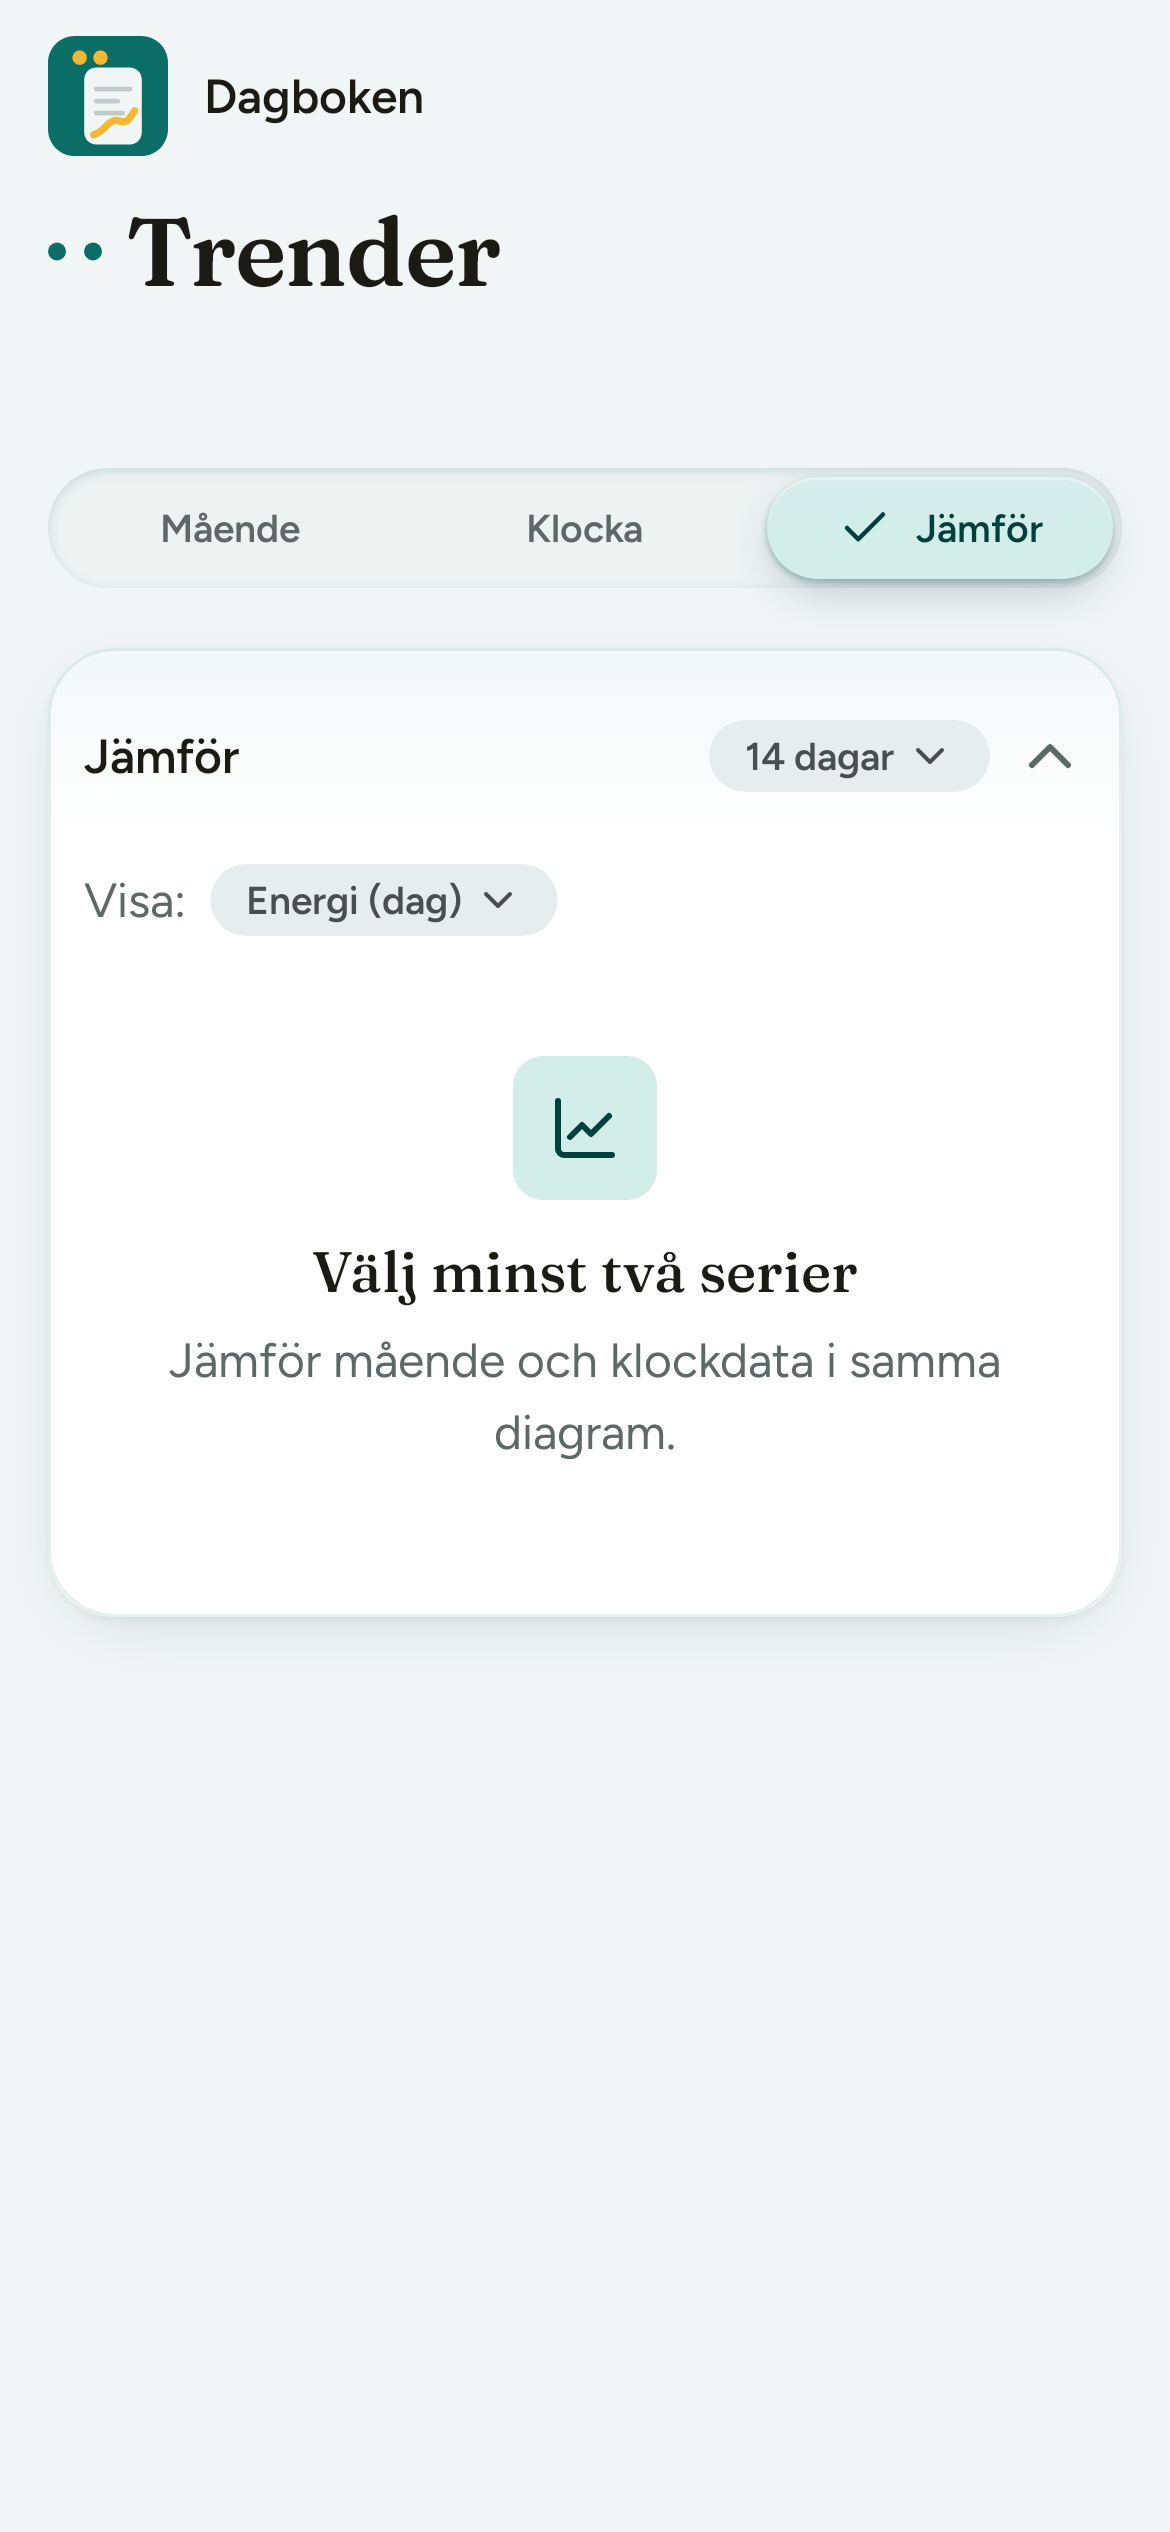 Dagboken
Trender
Mående
Klocka
Jämför
Jämför
14 dagar
Visa:
Energi (dag)
Välj minst två serier
Jämför mående och klockdata i samma
diagram.